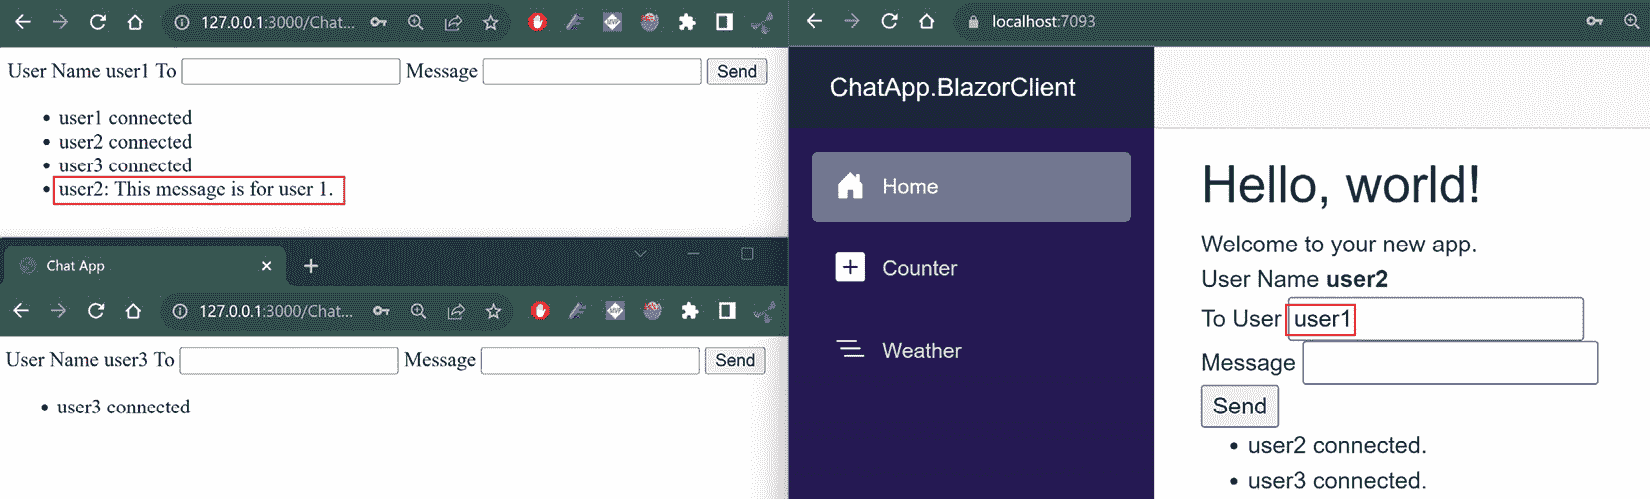 127.0.0.1:3000/Chat...
User Name user1 To Message Send
user1 connected
user2 connected
user3 connected
user2: This message is for user 1.
Chat App
127.0.0.1:3000/Chat...
User Name user3 To Message Send
user3 connected
localhost:7093
ChatApp.BlazorClient
Home
Counter
Weather
Hello, world!
Welcome to your new app.
User Name user2
To User user1
Message
Send
user2 connected.
user3 connected.